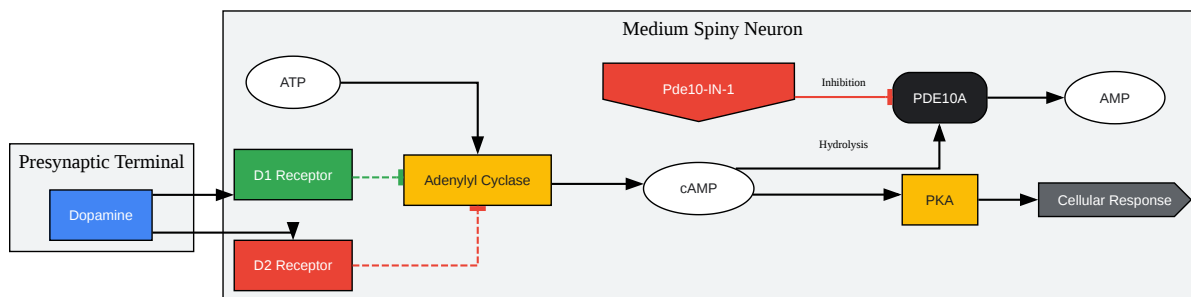 Medium Spiny Neuron
ATP
Pde10-IN-1
Inhibition
PDE10A
AMP
Presynaptic Terminal
Hydrolysis
D1 Receptor
Adenylyl Cyclase
cAMP
Dopamine
PKA
Cellular Response
D2 Receptor